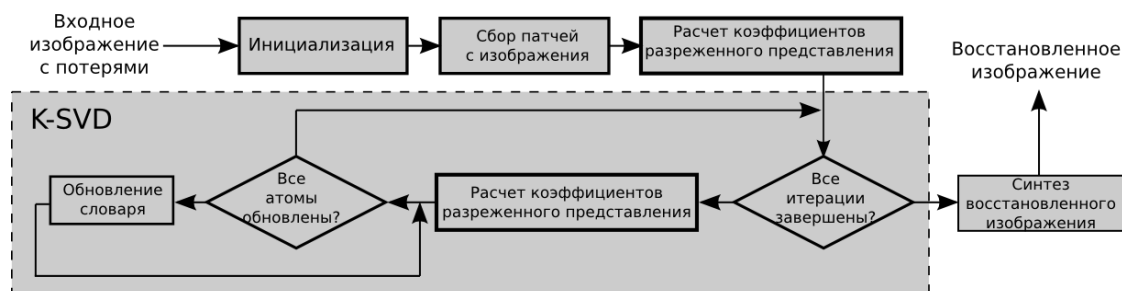 Входное
изображение
с потерями
Инициализация
Сбор патчей
с изображения
Расчет коэффициентов
разреженного представления
Восстановленное
изображение
K-SVD
Обновление
словаря
Все
атомы
обновлены?
Расчет коэффициентов
разреженного представления
Все
итерации
завершены?
Синтез
восстановленного
изображения